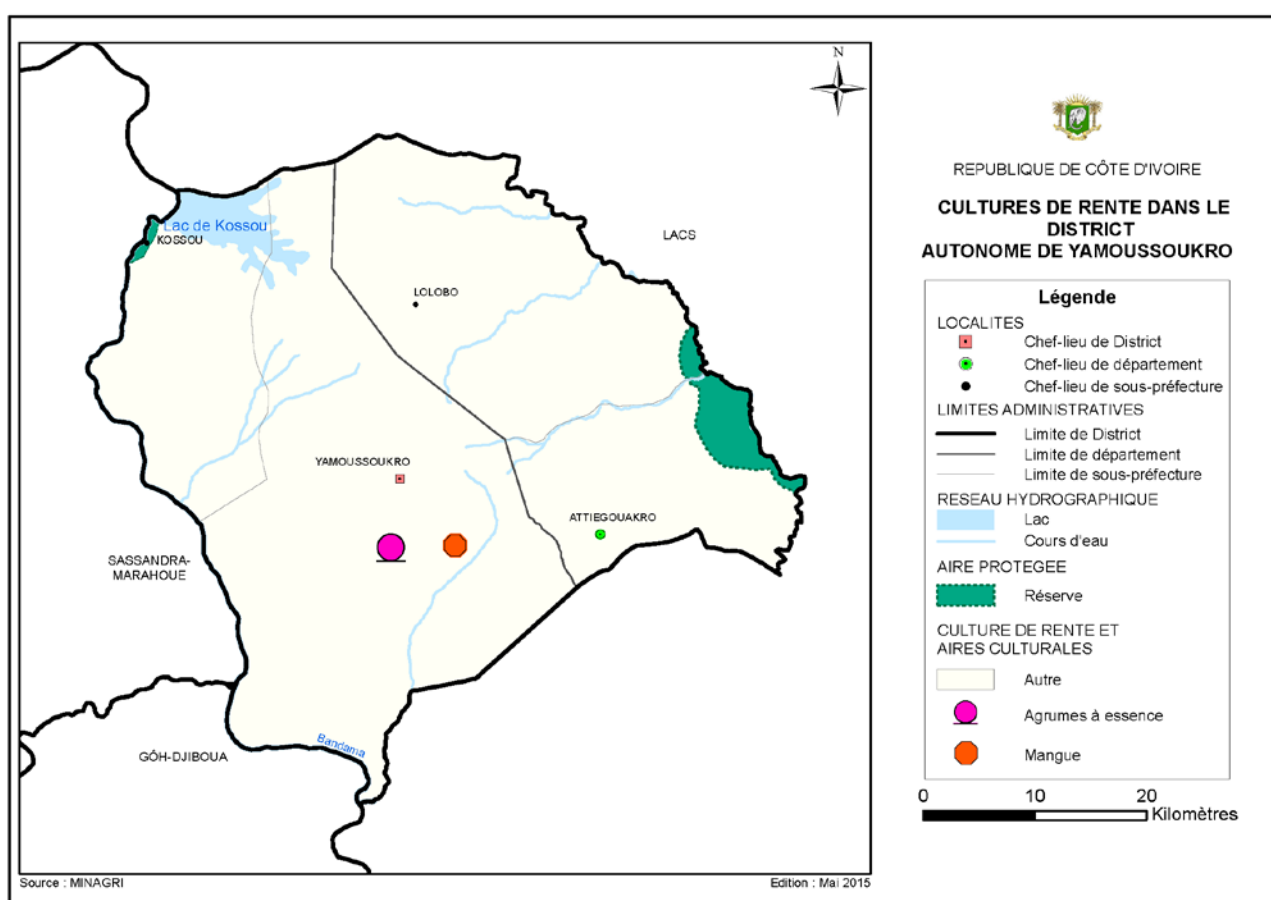 N
LACS
Lac de Kossou
KOSSOU
LOLOBO
YAMOUSSOUKRO
ATTIEGOUAKRO
SASSANDRA-
MARAHOUE
GÔH-DJIBOUA
Bandama
Source : MINAGRI
Edition : Mai 2015
REPUBLIQUE DE CÔTE D'IVOIRE
CULTURES DE RENTE DANS LE
DISTRICT
AUTONOME DE YAMOUSSOUKRO
Légende
LOCALITES
Chef-lieu de District
Chef-lieu de département
Chef-lieu de sous-préfecture
LIMITES ADMINISTRATIVES
Limite de District
Limite de département
Limite de sous-préfecture
RESEAU HYDROGRAPHIQUE
Lac
Cours d'eau
AIRE PROTEGEE
Réserve
CULTURE DE RENTE ET
AIRES CULTURALES
Autre
Agrumes à essence
Mangue
0 10 20
Kilomètres